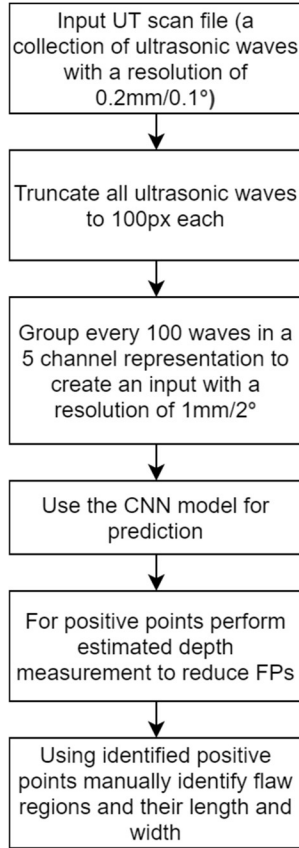 Input UT scan file (a
collection of ultrasonic waves
with a resolution of
0.2mm/0.1°)
Truncate all ultrasonic waves
to 100px each
Group every 100 waves in a
5 channel representation to
create an input with a
resolution of 1mm/2°
Use the CNN model for
prediction
For positive points perform
estimated depth
measurement to reduce FPs
Using identified positive
points manually identify flaw
regions and their length and
width